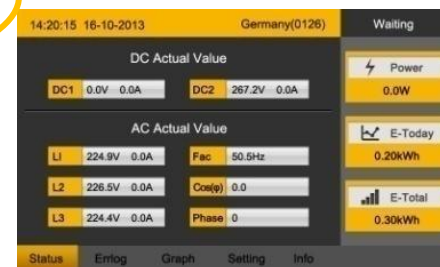 14:20:15 16-10-2013 Germany(0126) Waiting
DC Actual Value
DC1 0.0V 0.0A DC2 267.2V 0.0A
AC Actual Value
L1 224.9V 0.0A Fac 50.5Hz
L2 226.5V 0.0A Cos(φ) 0.0
L3 224.4V 0.0A Phase 0
Power
0.0W
E-Today
0.20kWh
E-Total
0.30kWh
Status Errlog Graph Setting Info